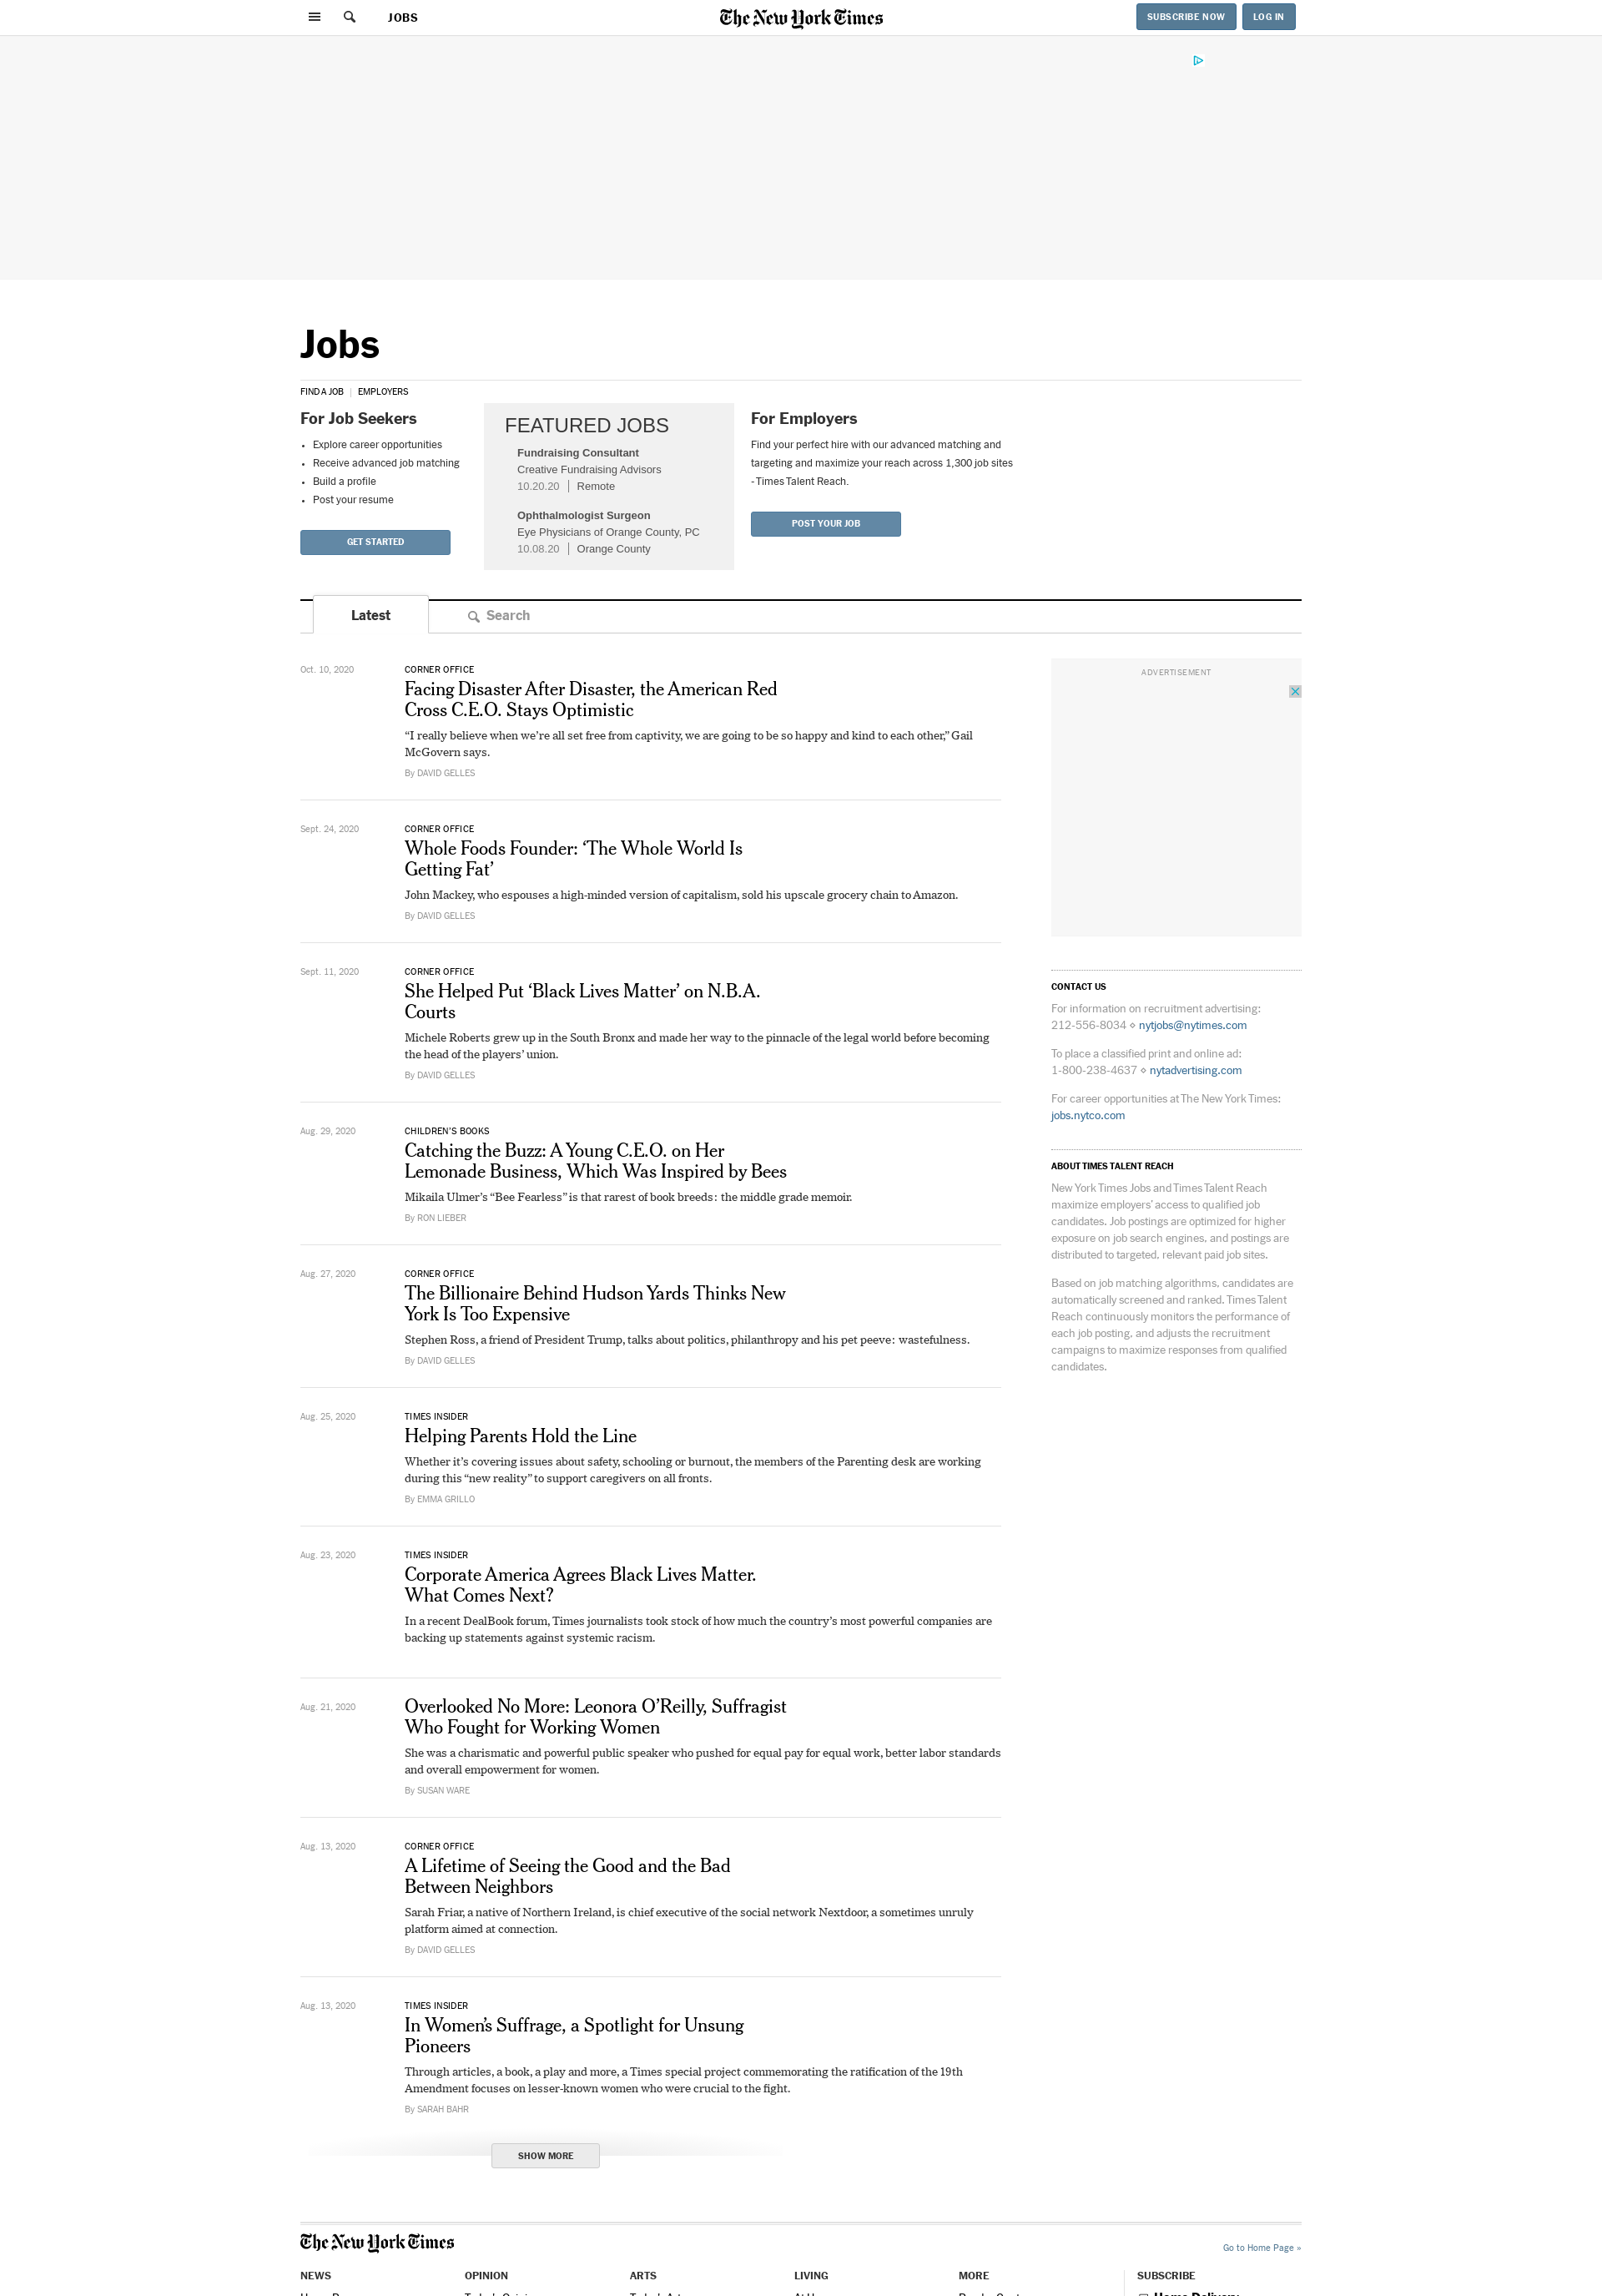 JOBS
The New York Times
SUBSCRIBE NOW
LOG IN
Jobs
FIND A JOB | EMPLOYERS
For Job Seekers
• Explore career opportunities
• Receive advanced job matching
• Build a profile
• Post your resume
GET STARTED
FEATURED JOBS
Fundraising Consultant
Creative Fundraising Advisors
10.20.20 | Remote
Ophthalmologist Surgeon
Eye Physicians of Orange County, PC
10.08.20 | Orange County
For Employers
Find your perfect hire with our advanced matching and
targeting and maximize your reach across 1,300 job sites
- Times Talent Reach.
POST YOUR JOB
Latest
Search
Oct. 10, 2020
CORNER OFFICE
Facing Disaster After Disaster, the American Red
Cross C.E.O. Stays Optimistic
“I really believe when we’re all set free from captivity, we are going to be so happy and kind to each other,” Gail
McGovern says.
By DAVID GELLES
Sept. 24, 2020
CORNER OFFICE
Whole Foods Founder: ‘The Whole World Is
Getting Fat’
John Mackey, who espouses a high-minded version of capitalism, sold his upscale grocery chain to Amazon.
By DAVID GELLES
Sept. 11, 2020
CORNER OFFICE
She Helped Put ‘Black Lives Matter’ on N.B.A.
Courts
Michele Roberts grew up in the South Bronx and made her way to the pinnacle of the legal world before becoming
the head of the players’ union.
By DAVID GELLES
Aug. 29, 2020
CHILDREN’S BOOKS
Catching the Buzz: A Young C.E.O. on Her
Lemonade Business, Which Was Inspired by Bees
Mikaila Ulmer’s “Bee Fearless” is that rarest of book breeds: the middle grade memoir.
By RON LIEBER
Aug. 27, 2020
CORNER OFFICE
The Billionaire Behind Hudson Yards Thinks New
York Is Too Expensive
Stephen Ross, a friend of President Trump, talks about politics, philanthropy and his pet peeve: wastefulness.
By DAVID GELLES
Aug. 25, 2020
TIMES INSIDER
Helping Parents Hold the Line
Whether it’s covering issues about safety, schooling or burnout, the members of the Parenting desk are working
during this “new reality” to support caregivers on all fronts.
By EMMA GRILLO
Aug. 23, 2020
TIMES INSIDER
Corporate America Agrees Black Lives Matter.
What Comes Next?
In a recent DealBook forum, Times journalists took stock of how much the country’s most powerful companies are
backing up statements against systemic racism.
Aug. 21, 2020
Overlooked No More: Leonora O’Reilly, Suffragist
Who Fought for Working Women
She was a charismatic and powerful public speaker who pushed for equal pay for equal work, better labor standards
and overall empowerment for women.
By SUSAN WARE
Aug. 13, 2020
CORNER OFFICE
A Lifetime of Seeing the Good and the Bad
Between Neighbors
Sarah Friar, a native of Northern Ireland, is chief executive of the social network Nextdoor, a sometimes unruly
platform aimed at connection.
By DAVID GELLES
Aug. 13, 2020
TIMES INSIDER
In Women’s Suffrage, a Spotlight for Unsung
Pioneers
Through articles, a book, a play and more, a Times special project commemorating the ratification of the 19th
Amendment focuses on lesser-known women who were crucial to the fight.
By SARAH BAHR
SHOW MORE
ADVERTISEMENT
CONTACT US
For information on recruitment advertising:
212-556-8034 ⋄ nytjobs@nytimes.com
To place a classified print and online ad:
1-800-238-4637 ⋄ nytadvertising.com
For career opportunities at The New York Times:
jobs.nytco.com
ABOUT TIMES TALENT REACH
New York Times Jobs and Times Talent Reach
maximize employers’ access to qualified job
candidates. Job postings are optimized for higher
exposure on job search engines, and postings are
distributed to targeted, relevant paid job sites.
Based on job matching algorithms, candidates are
automatically screened and ranked. Times Talent
Reach continuously monitors the performance of
each job posting, and adjusts the recruitment
campaigns to maximize responses from qualified
candidates.
The New York Times
Go to Home Page »
NEWS
OPINION
ARTS
LIVING
MORE
SUBSCRIBE